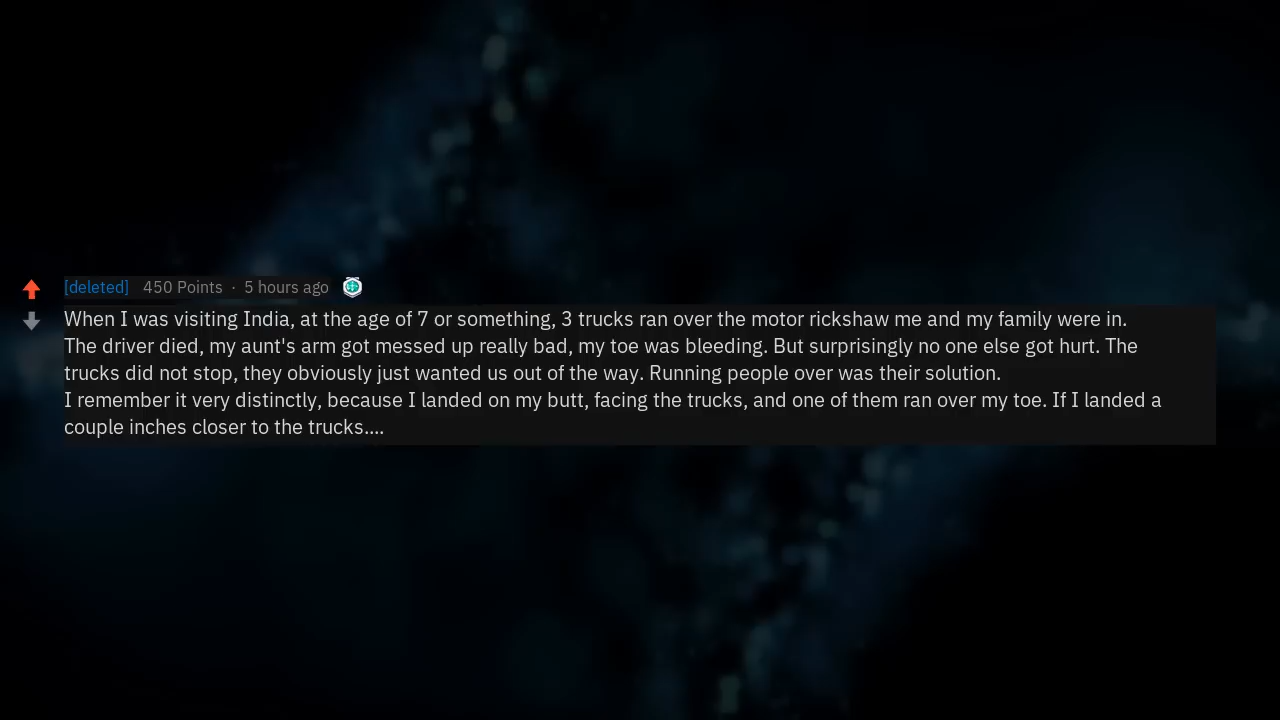 [deleted] 450 Points · 5 hours ago
When I was visiting India, at the age of 7 or something, 3 trucks ran over the motor rickshaw me and my family were in.
The driver died, my aunt's arm got messed up really bad, my toe was bleeding. But surprisingly no one else got hurt. The
trucks did not stop, they obviously just wanted us out of the way. Running people over was their solution.
I remember it very distinctly, because I landed on my butt, facing the trucks, and one of them ran over my toe. If I landed a
couple inches closer to the trucks....